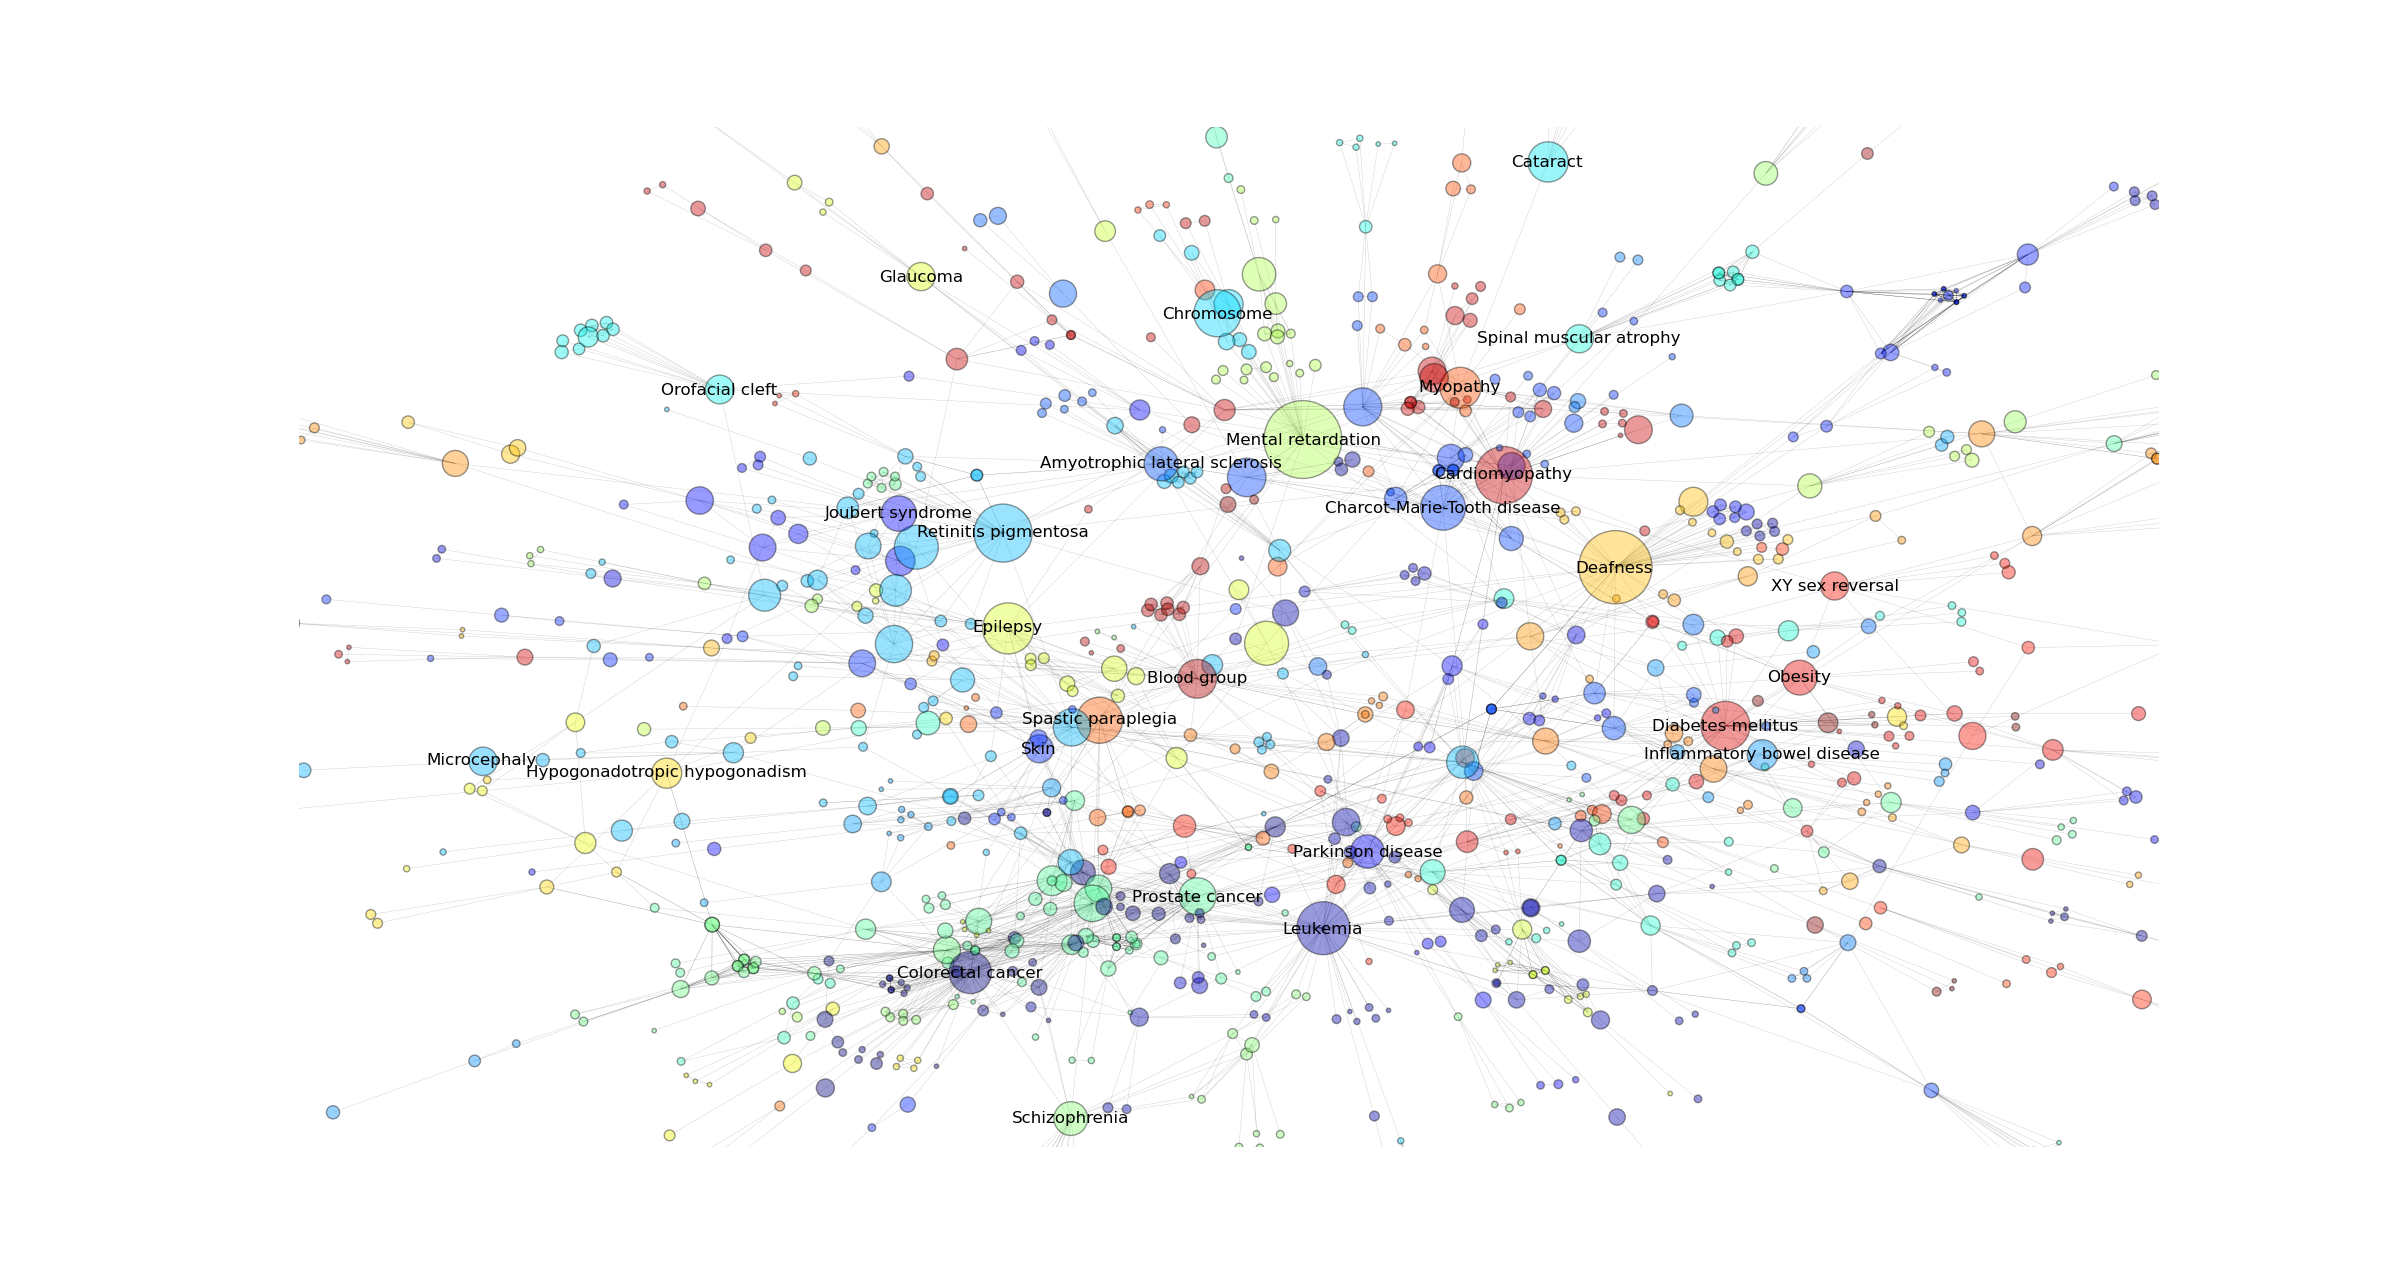 Cataract
Glaucoma
Chromosome
Spinal muscular atrophy
Orofacial cleft
Myopathy
Mental retardation
Amyotrophic lateral sclerosis
Cardiomyopathy
Charcot-Marie-Tooth disease
Joubert syndrome
Retinitis pigmentosa
Deafness
XY sex reversal
Epilepsy
Blood group
Obesity
Spastic paraplegia
Diabetes mellitus
Skin
Inflammatory bowel disease
Microcephaly
Hypogonadotropic hypogonadism
Parkinson disease
Prostate cancer
Leukemia
Colorectal cancer
Schizophrenia